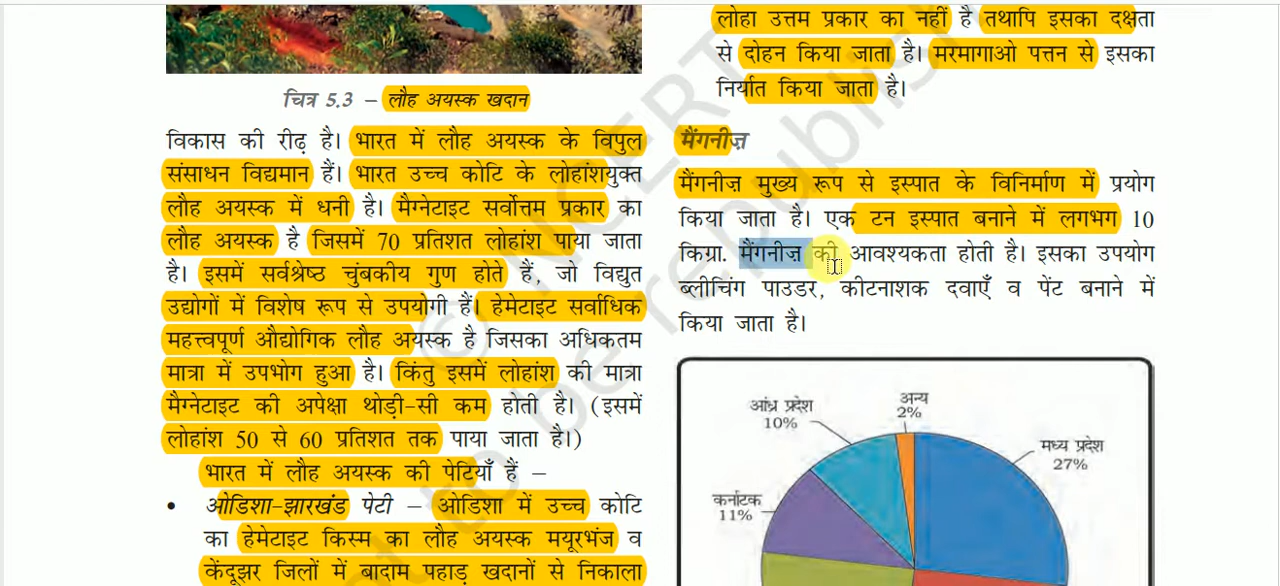 चित्र 5.3 – लौह अयस्क खदान
विकास की रीढ़ है। भारत में लौह अयस्क के विपुल
संसाधन विद्यमान हैं। भारत उच्च कोटि के लोहांशयुक्त
लौह अयस्क में धनी है। मैग्नेटाइट सर्वोत्तम प्रकार का
लौह अयस्क है जिसमें 70 प्रतिशत लोहांश पाया जाता
है। इसमें सर्वश्रेष्ठ चुंबकीय गुण होते हैं, जो विद्युत
उद्योगों में विशेष रूप से उपयोगी हैं। हेमेटाइट सर्वाधिक
महत्त्वपूर्ण औद्योगिक लौह अयस्क है जिसका अधिकतम
मात्रा में उपभोग हुआ है। किंतु इसमें लोहांश की मात्रा
मैग्नेटाइट की अपेक्षा थोड़ी-सी कम होती है। (इसमें
लोहांश 50 से 60 प्रतिशत तक पाया जाता है।)
भारत में लौह अयस्क की पेटियाँ हैं –
• ओडिशा-झारखंड पेटी – ओडिशा में उच्च कोटि
का हेमेटाइट किस्म का लौह अयस्क मयूरभंज व
केंदूझर जिलों में बादाम पहाड़ खदानों से निकाला
लोहा उत्तम प्रकार का नहीं है तथापि इसका दक्षता
से दोहन किया जाता है। मरमागाओ पत्तन से इसका
निर्यात किया जाता है।
मैंगनीज़
मैंगनीज़ मुख्य रूप से इस्पात के विनिर्माण में प्रयोग
किया जाता है। एक टन इस्पात बनाने में लगभग 10
किग्रा. मैंगनीज़ की आवश्यकता होती है। इसका उपयोग
ब्लीचिंग पाउडर, कीटनाशक दवाएँ व पेंट बनाने में
किया जाता है।
आंध्र प्रदेश
10%
अन्य
2%
मध्य प्रदेश
27%
कर्नाटक
11%
© NCERT
to be republished